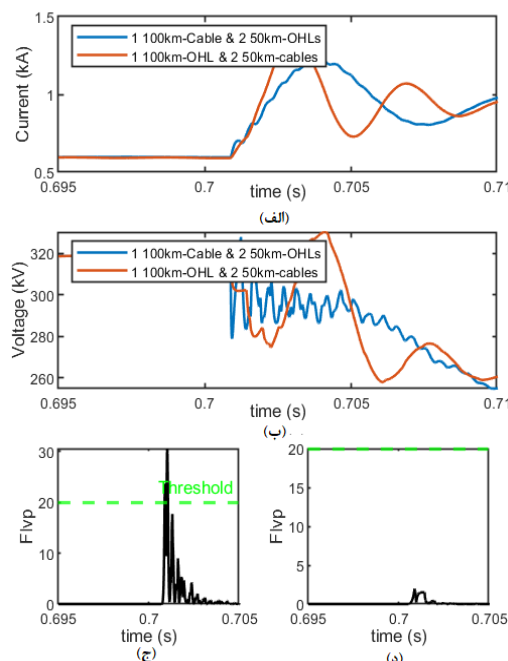 1.5
1
0.5
Current (kA)
1 100km-Cable & 2 50km-OHLs
1 100km-OHL & 2 50km-cables
0.695
0.7
0.705
0.71
time (s)
(الف)
320
300
280
260
Voltage (kV)
1 100km-Cable & 2 50km-OHLs
1 100km-OHL & 2 50km-cables
0.695
0.7
0.705
0.71
time (s)
(ب)
30
20
10
0
Flvp
Threshold
0.695
0.7
0.705
time (s)
(ج)
20
15
10
5
0
Flvp
0.695
0.7
0.705
time (s)
(د)